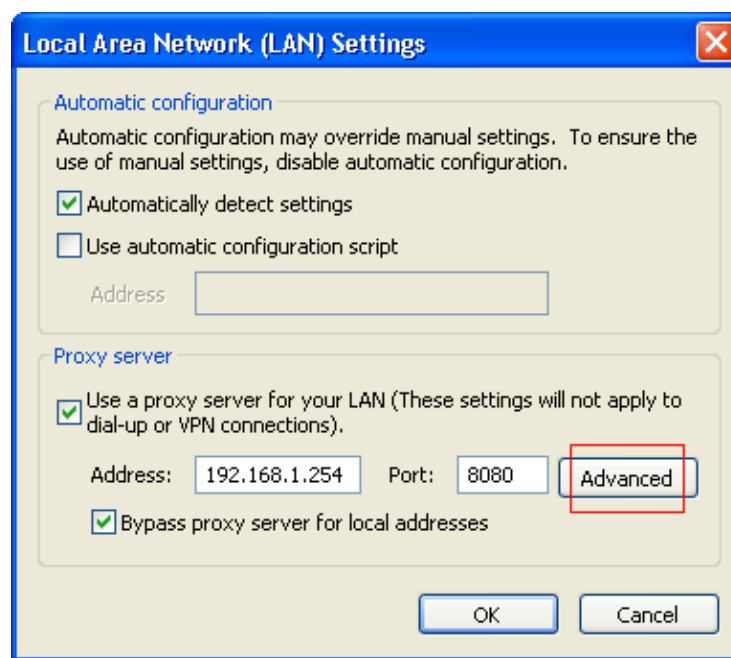 Local Area Network (LAN) Settings
Automatic configuration
Automatic configuration may override manual settings. To ensure the
use of manual settings, disable automatic configuration.
Automatically detect settings
Use automatic configuration script
Address
Proxy server
Use a proxy server for your LAN (These settings will not apply to
dial-up or VPN connections).
Address: 192.168.1.254 Port: 8080 Advanced
Bypass proxy server for local addresses
OK Cancel